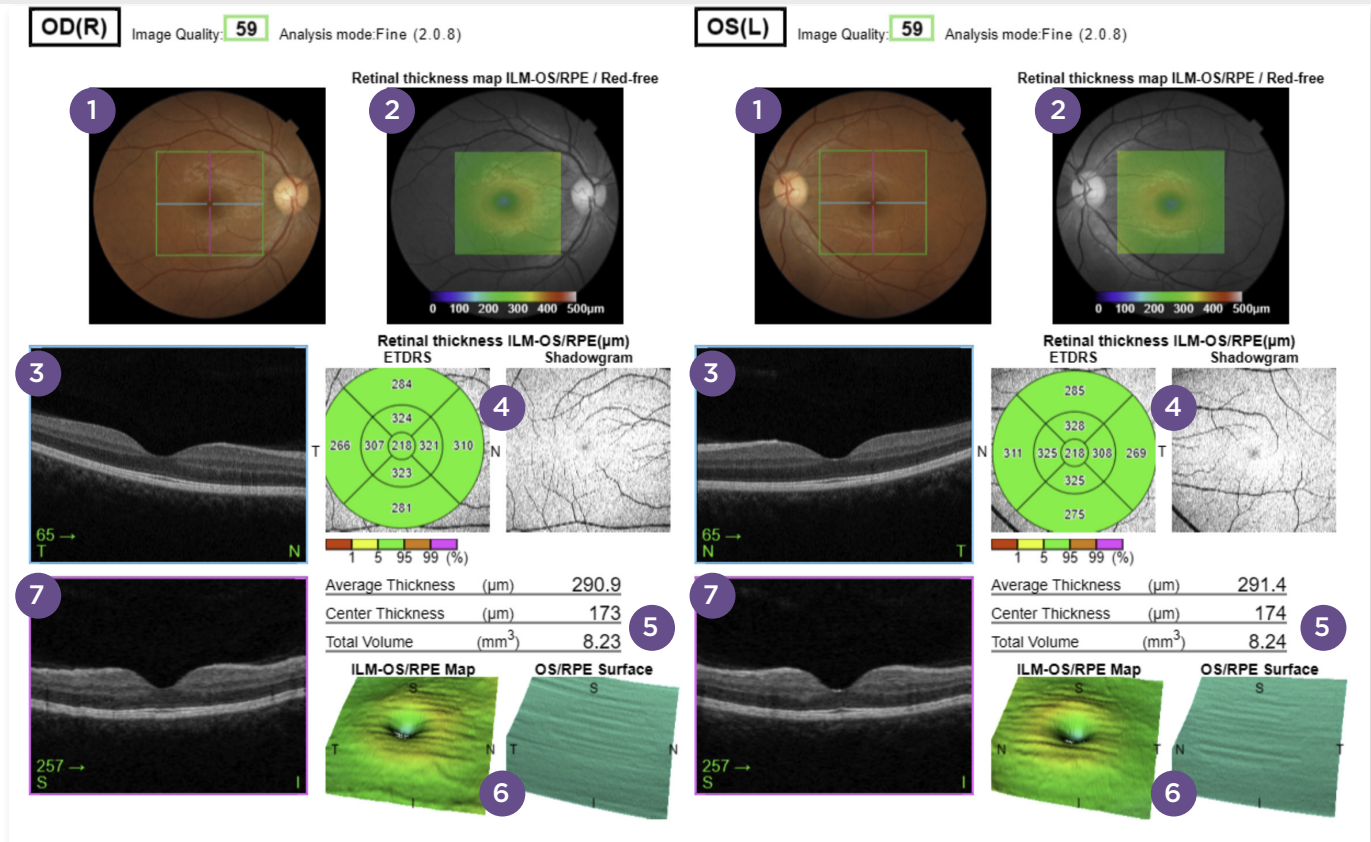 OD(R) Image Quality: 59 Analysis mode:Fine (2.0.8)
Retinal thickness map ILM-OS/RPE / Red-free
1
2
0 100 200 300 400 500μm
Retinal thickness ILM-OS/RPE(μm)
ETDRS Shadowgram
3
65 →
T N
4
284
324
T 266 307 218 321 310 N
323
281
1 5 95 99 (%)
7
257 →
S I
Average Thickness (μm) 290.9
Center Thickness (μm) 173
Total Volume (mm³) 8.23
5
ILM-OS/RPE Map OS/RPE Surface
S S
T N T N
I I
6
OS(L) Image Quality: 59 Analysis mode:Fine (2.0.8)
Retinal thickness map ILM-OS/RPE / Red-free
1
2
0 100 200 300 400 500μm
Retinal thickness ILM-OS/RPE(μm)
ETDRS Shadowgram
3
65 →
N T
4
285
328
N 311 325 218 308 269 T
325
275
1 5 95 99 (%)
7
257 →
S I
Average Thickness (μm) 291.4
Center Thickness (μm) 174
Total Volume (mm³) 8.24
5
ILM-OS/RPE Map OS/RPE Surface
S S
N T N T
I I
6